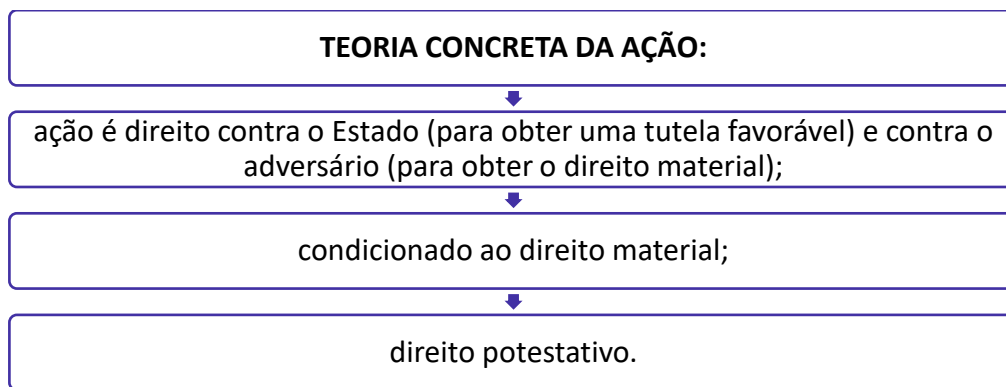 TEORIA CONCRETA DA AÇÃO:
ação é direito contra o Estado (para obter uma tutela favorável) e contra o
adversário (para obter o direito material);
condicionado ao direito material;
direito potestativo.